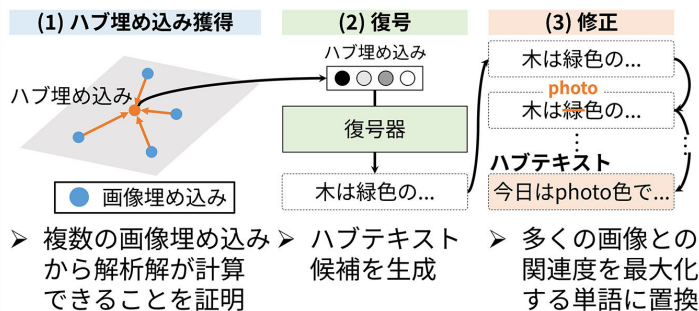 (1) ハブ埋め込み獲得
ハブ埋め込み
画像埋め込み
➢ 複数の画像埋め込み
から解析解が計算
できることを証明
(2) 復号
ハブ埋め込み
復号器
木は緑色の...
➢ ハブテキスト
候補を生成
(3) 修正
木は緑色の...
photo
木は緑色の...
⋮
ハブテキスト
今日はphoto色で...
➢ 多くの画像との
関連度を最大化
する単語に置換